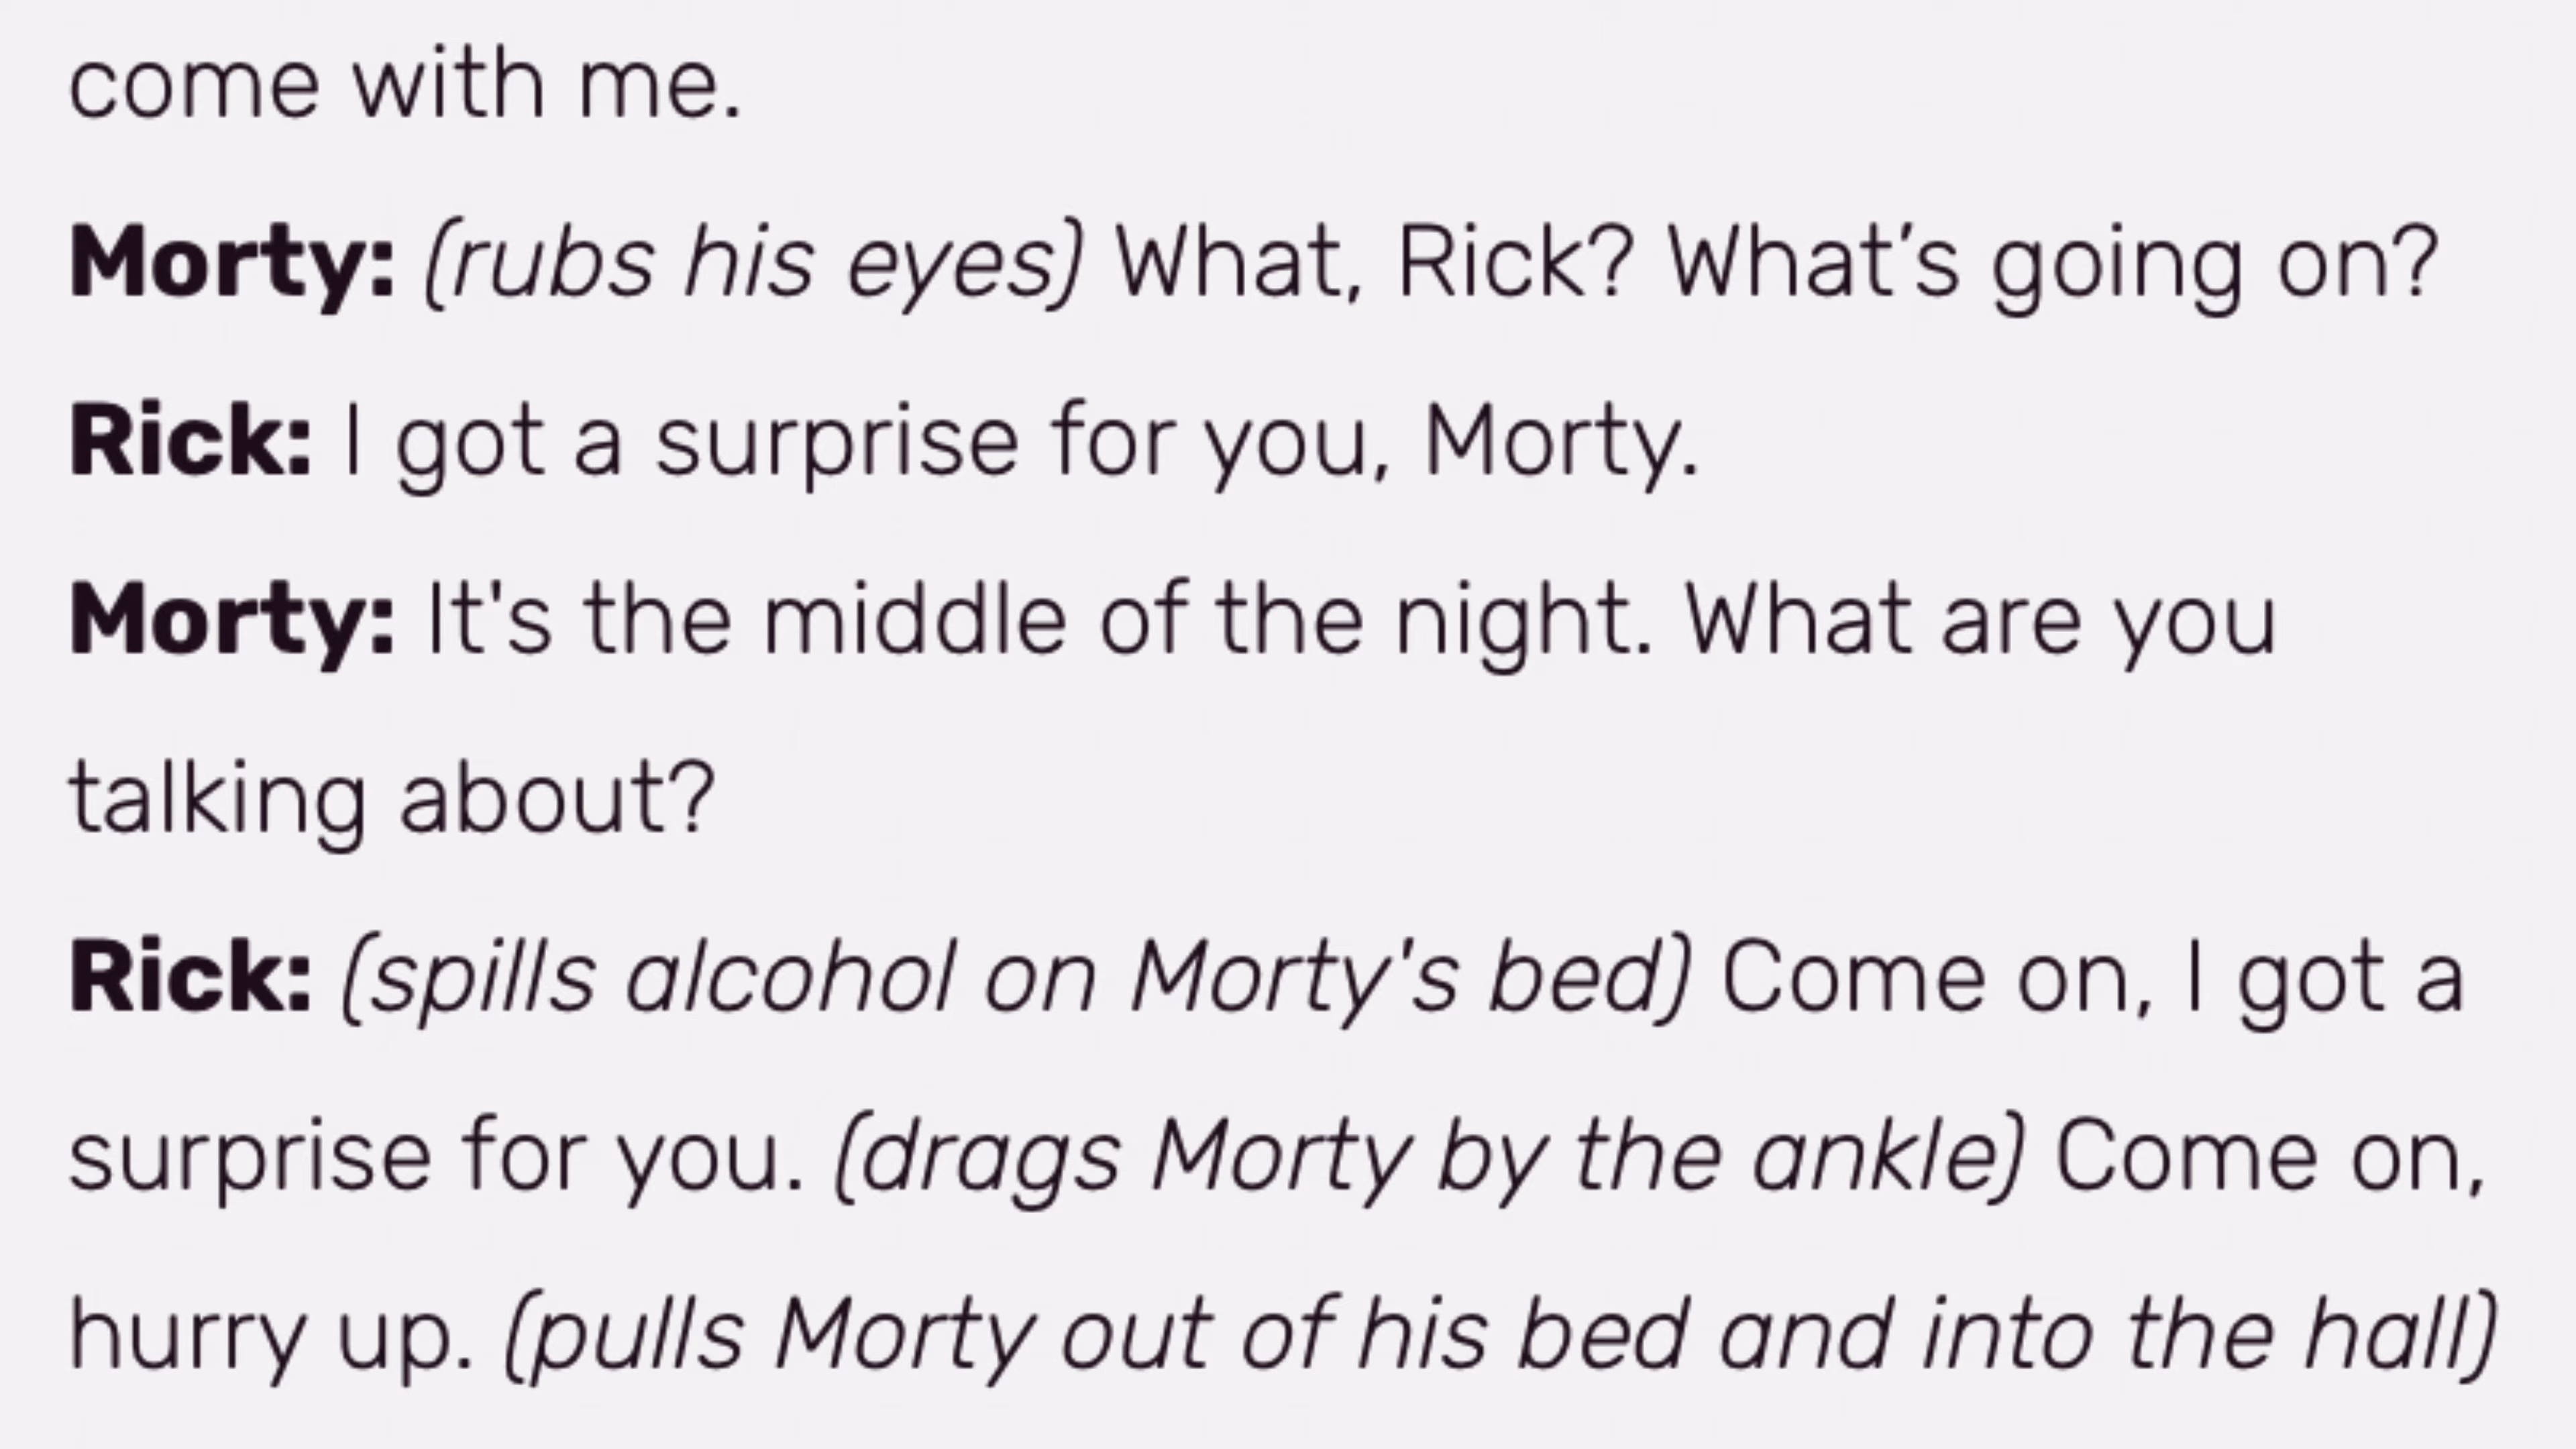 come with me.
Morty: (rubs his eyes) What, Rick? What’s going on?
Rick: I got a surprise for you, Morty.
Morty: It's the middle of the night. What are you
talking about?
Rick: (spills alcohol on Morty's bed) Come on, I got a
surprise for you. (drags Morty by the ankle) Come on,
hurry up. (pulls Morty out of his bed and into the hall)